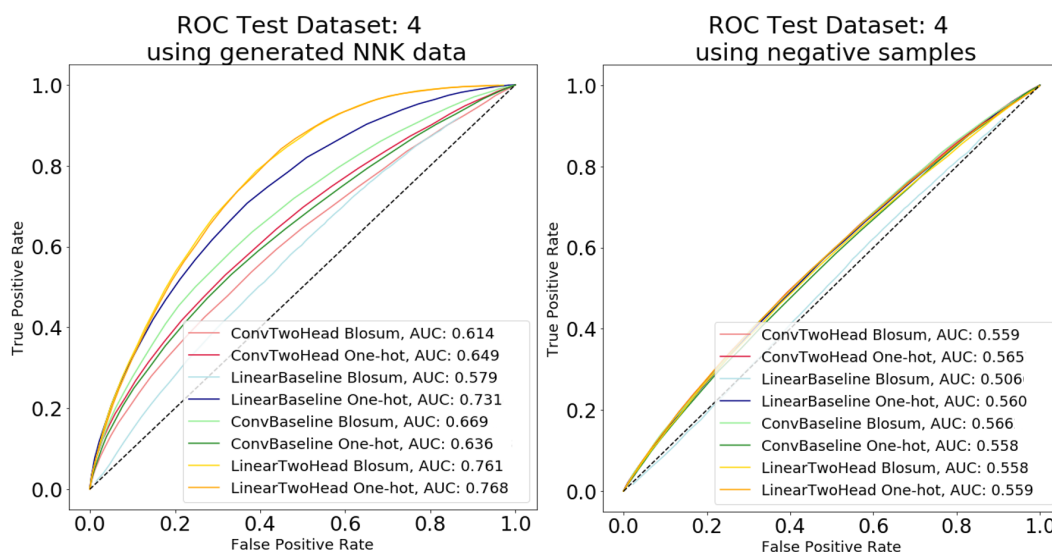 ROC Test Dataset: 4
using generated NNK data
True Positive Rate
1.0
0.8
0.6
0.4
0.2
0.0
ConvTwoHead Blosum, AUC: 0.614
ConvTwoHead One-hot, AUC: 0.649
LinearBaseline Blosum, AUC: 0.579
LinearBaseline One-hot, AUC: 0.731
ConvBaseline Blosum, AUC: 0.669
ConvBaseline One-hot, AUC: 0.636
LinearTwoHead Blosum, AUC: 0.761
LinearTwoHead One-hot, AUC: 0.768
0.0 0.2 0.4 0.6 0.8 1.0
False Positive Rate
ROC Test Dataset: 4
using negative samples
True Positive Rate
1.0
0.8
0.6
0.4
0.2
0.0
ConvTwoHead Blosum, AUC: 0.559
ConvTwoHead One-hot, AUC: 0.565
LinearBaseline Blosum, AUC: 0.506
LinearBaseline One-hot, AUC: 0.560
ConvBaseline Blosum, AUC: 0.566
ConvBaseline One-hot, AUC: 0.558
LinearTwoHead Blosum, AUC: 0.558
LinearTwoHead One-hot, AUC: 0.559
0.0 0.2 0.4 0.6 0.8 1.0
False Positive Rate